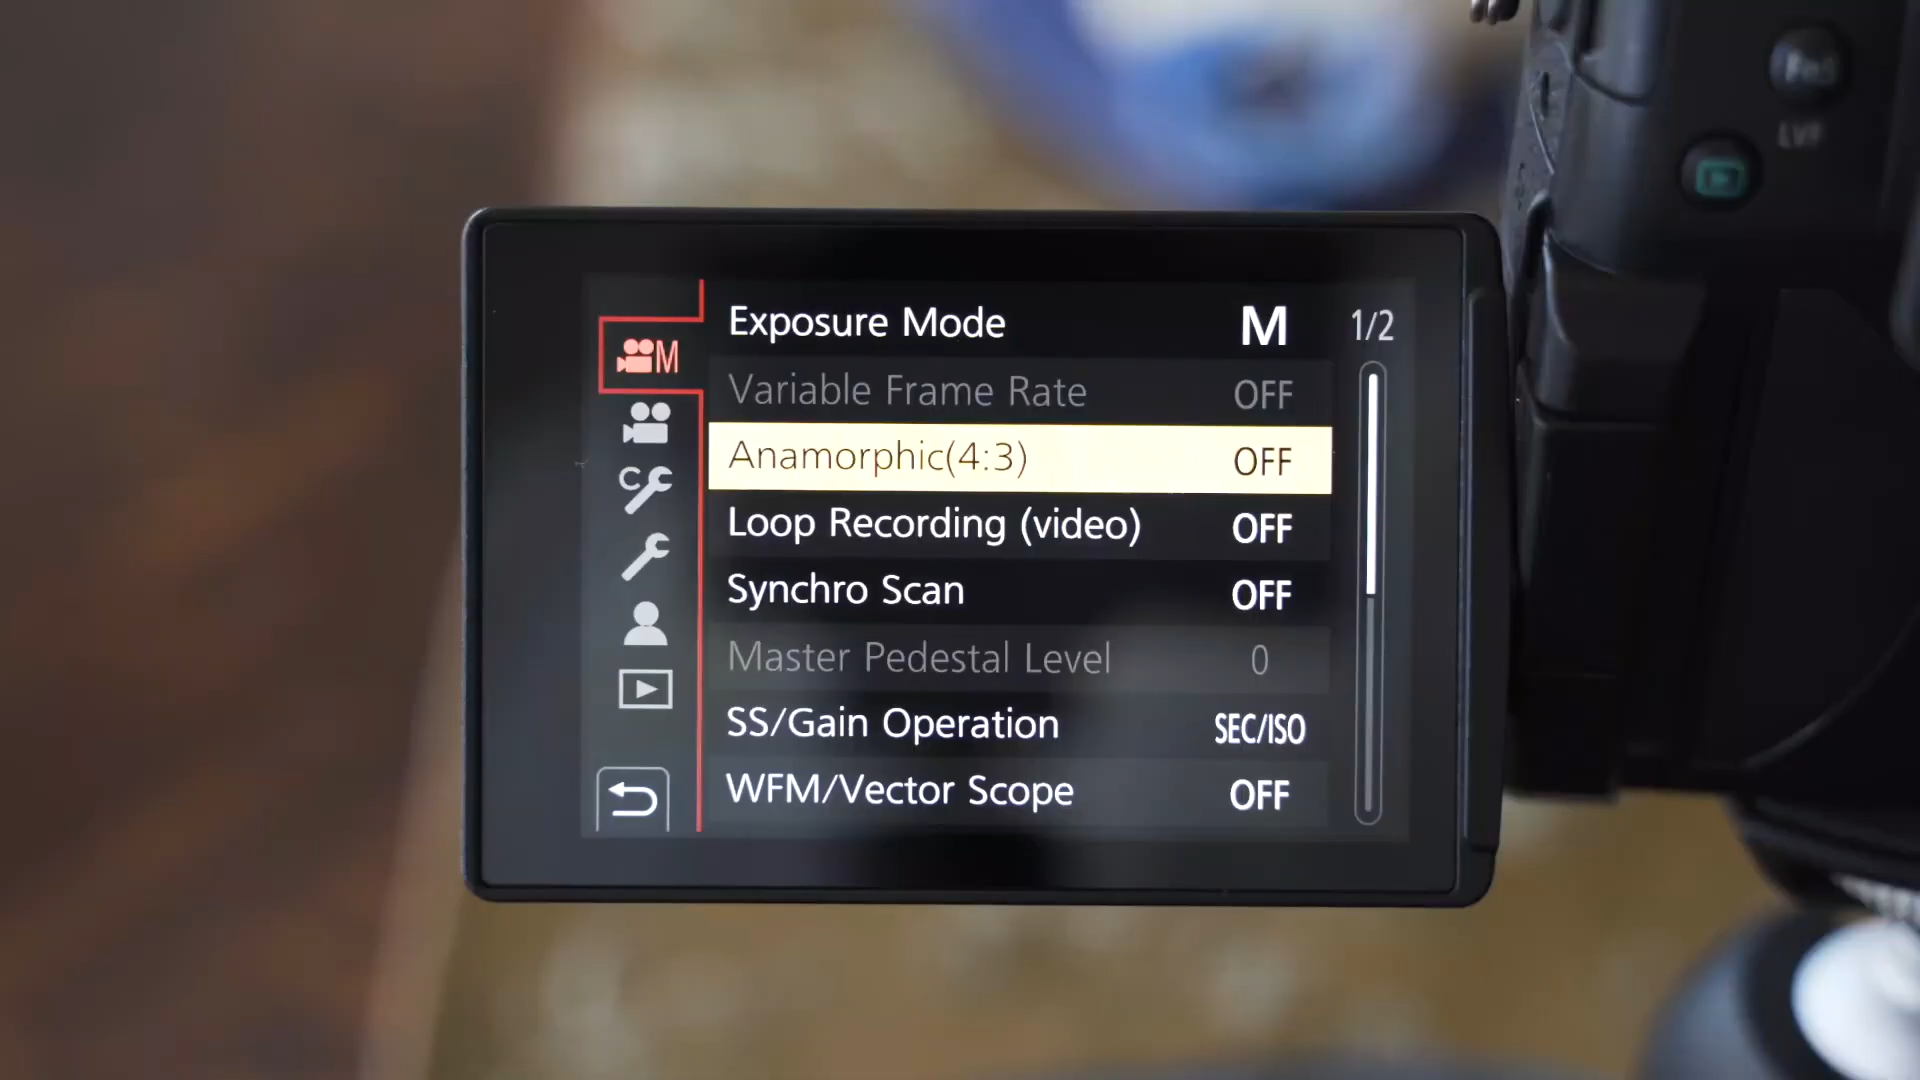 Exposure Mode M 1/2
M
Variable Frame Rate OFF
Anamorphic(4:3) OFF
Loop Recording (video) OFF
C
Synchro Scan OFF
Master Pedestal Level 0
SS/Gain Operation SEC/ISO
WFM/Vector Scope OFF
LVF